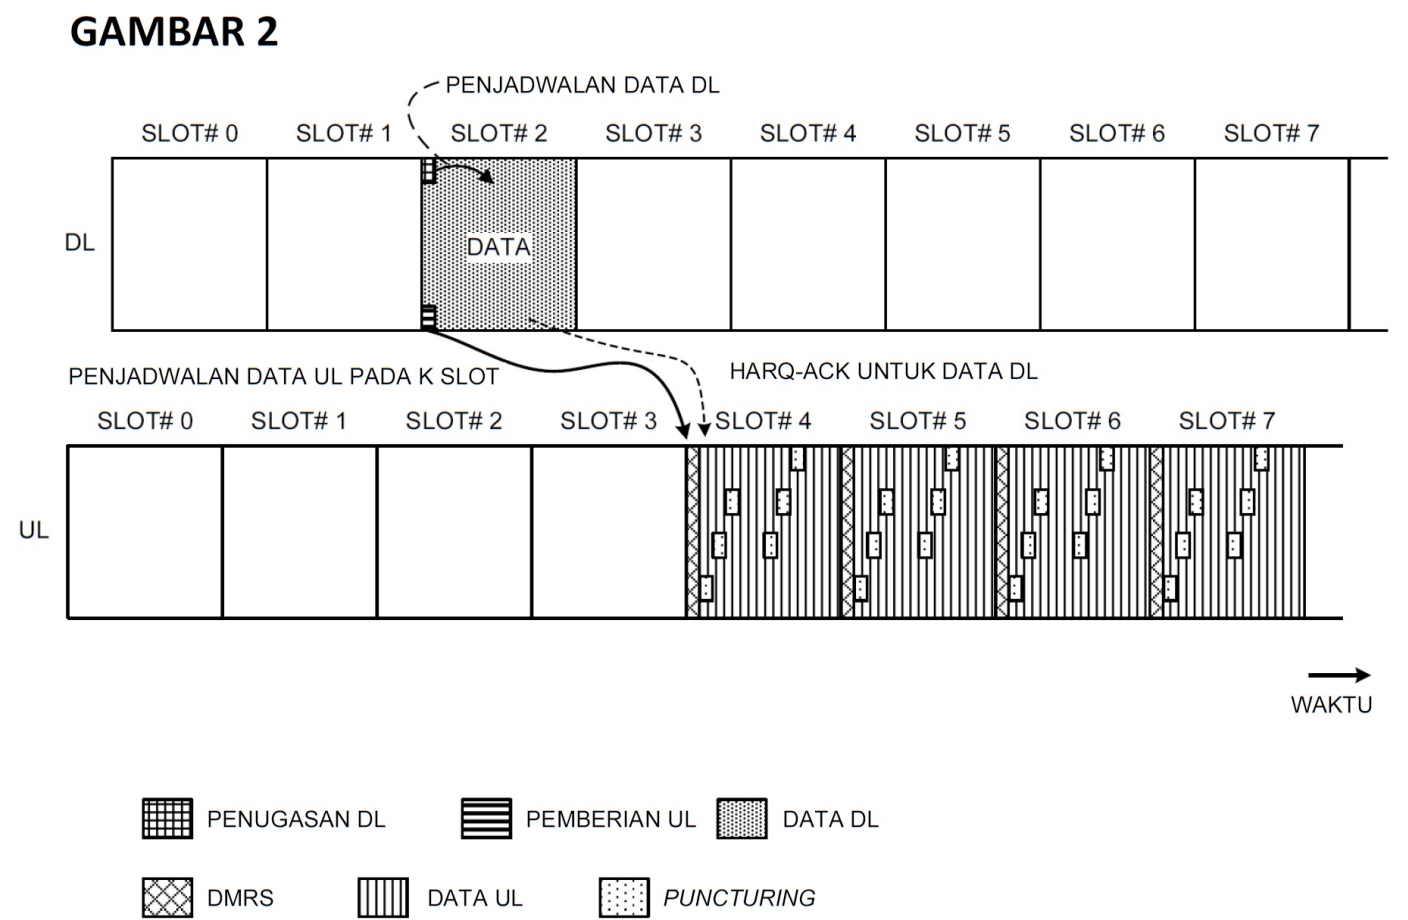 GAMBAR 2
PENJADWALAN DATA DL
SLOT# 0 SLOT# 1 SLOT# 2 SLOT# 3 SLOT# 4 SLOT# 5 SLOT# 6 SLOT# 7
DL
DATA
PENJADWALAN DATA UL PADA K SLOT
HARQ-ACK UNTUK DATA DL
SLOT# 0 SLOT# 1 SLOT# 2 SLOT# 3 SLOT# 4 SLOT# 5 SLOT# 6 SLOT# 7
UL
WAKTU
PENUGASAN DL PEMBERIAN UL DATA DL
DMRS DATA UL PUNCTURING